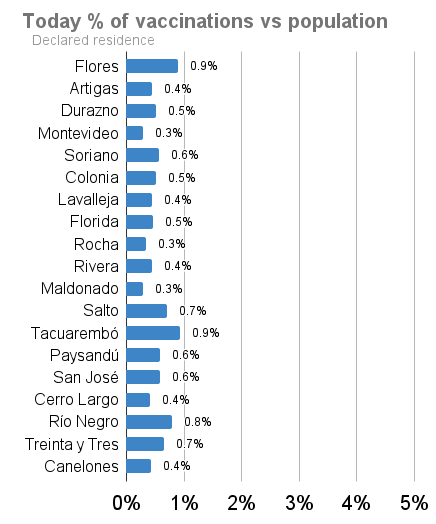 Today % of vaccinations vs population
Declared residence
Flores 0.9%
Artigas 0.4%
Durazno 0.5%
Montevideo 0.3%
Soriano 0.6%
Colonia 0.5%
Lavalleja 0.4%
Florida 0.5%
Rocha 0.3%
Rivera 0.4%
Maldonado 0.3%
Salto 0.7%
Tacuarembó 0.9%
Paysandú 0.6%
San José 0.6%
Cerro Largo 0.4%
Río Negro 0.8%
Treinta y Tres 0.7%
Canelones 0.4%
0% 1% 2% 3% 4% 5%